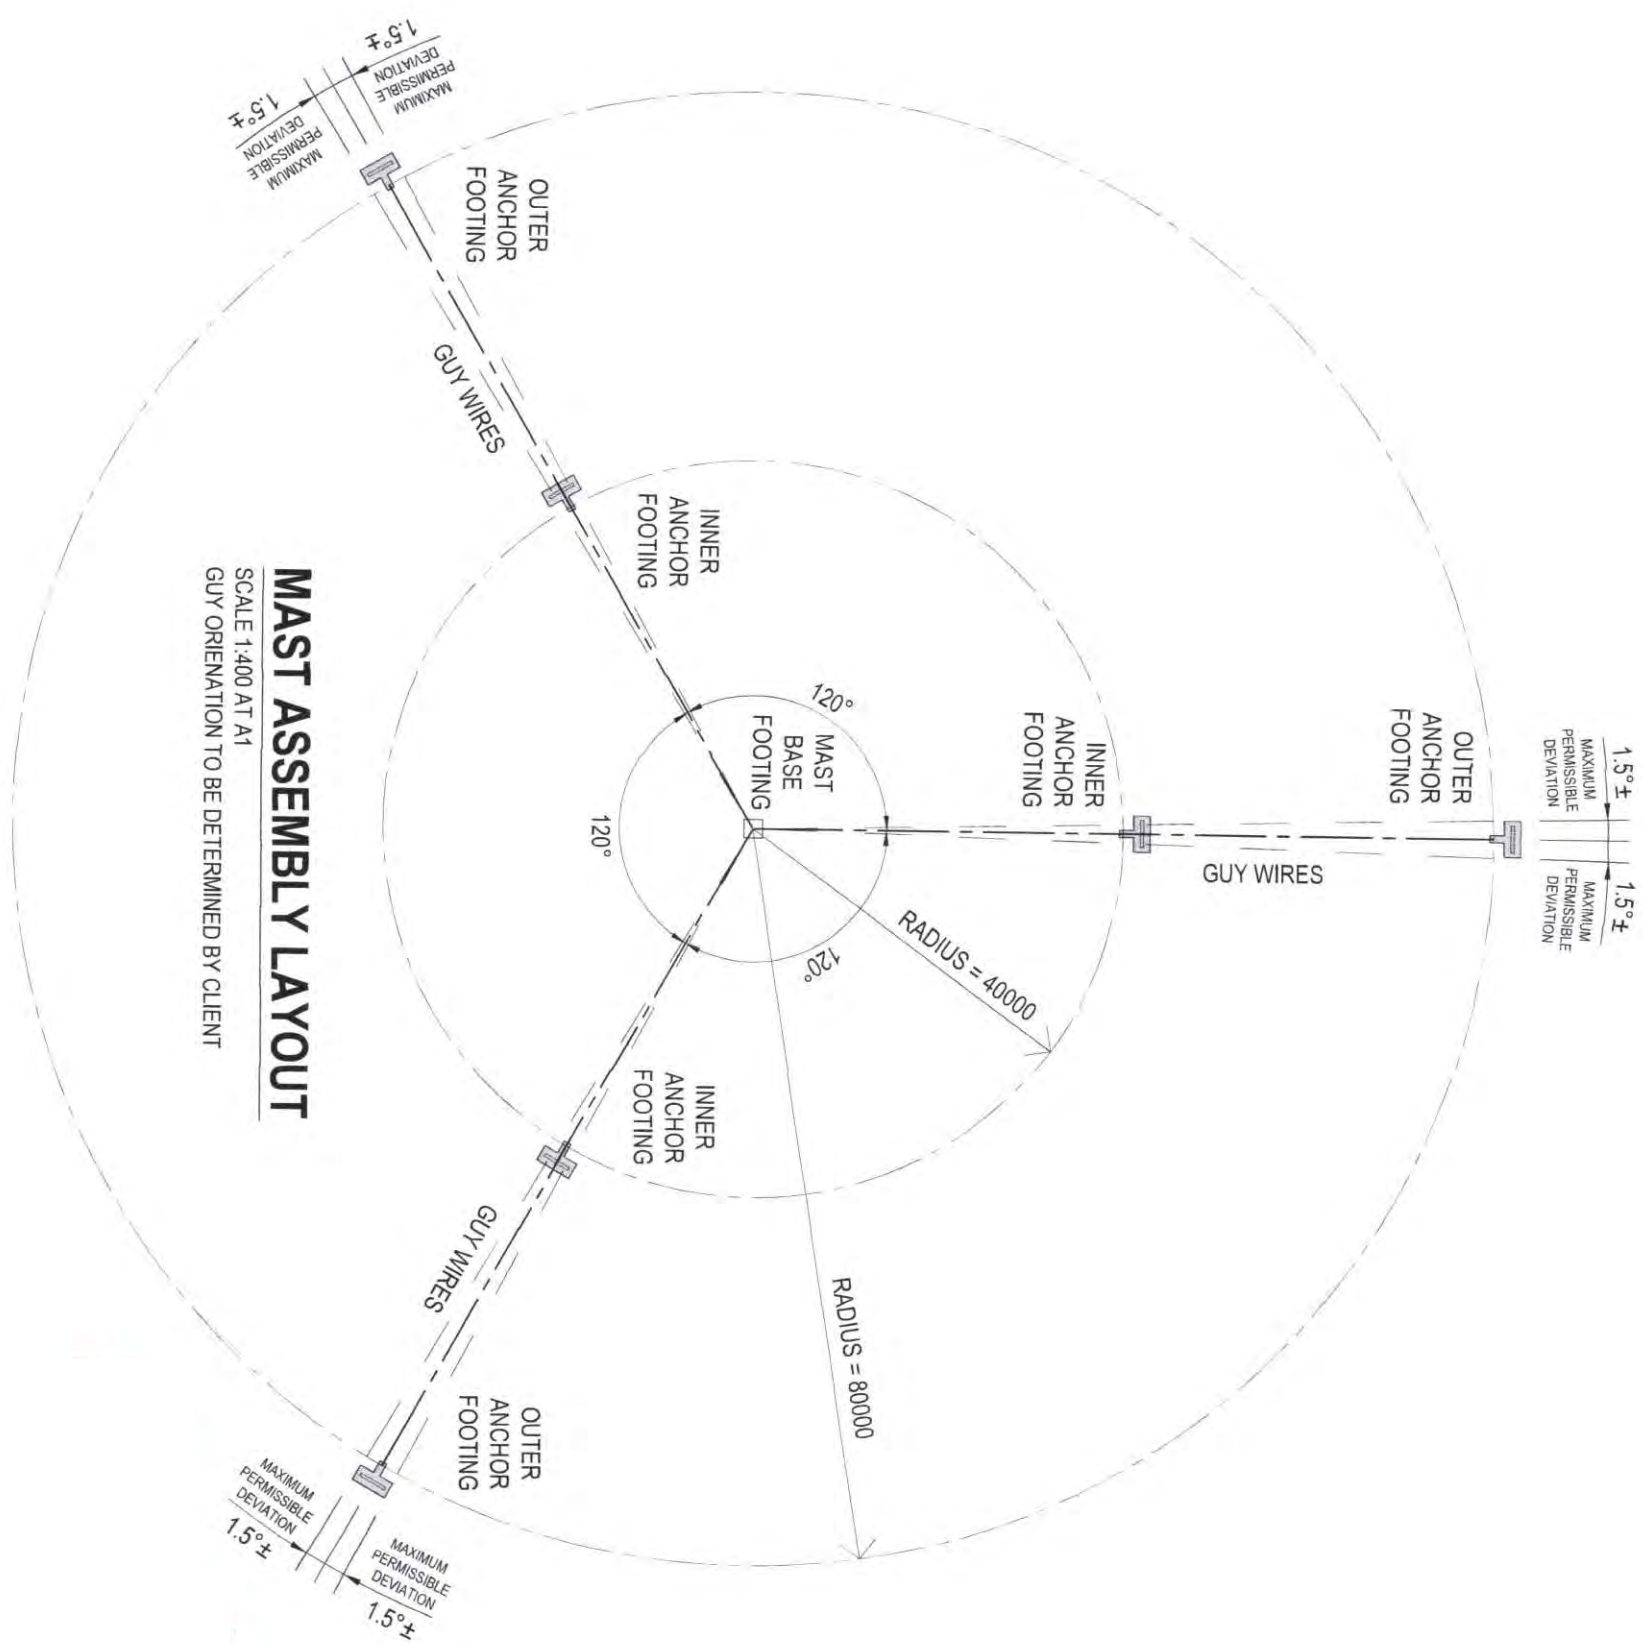 1.5°±
MAXIMUM
PERMISSIBLE
DEVIATION
1.5°±
MAXIMUM
PERMISSIBLE
DEVIATION
OUTER
ANCHOR
FOOTING
GUY WIRES
INNER
ANCHOR
FOOTING
RADIUS = 40000
RADIUS = 80000
120°
120°
MAST
BASE
FOOTING
120°
INNER
ANCHOR
FOOTING
INNER
ANCHOR
FOOTING
GUY WIRES
GUY WIRES
OUTER
ANCHOR
FOOTING
OUTER
ANCHOR
FOOTING
1.5°±
MAXIMUM
PERMISSIBLE
DEVIATION
1.5°±
MAXIMUM
PERMISSIBLE
DEVIATION
MAXIMUM
PERMISSIBLE
DEVIATION
1.5°±
MAXIMUM
PERMISSIBLE
DEVIATION
1.5°±
MAST ASSEMBLY LAYOUT
SCALE 1:400 AT A1
GUY ORIENATION TO BE DETERMINED BY CLIENT